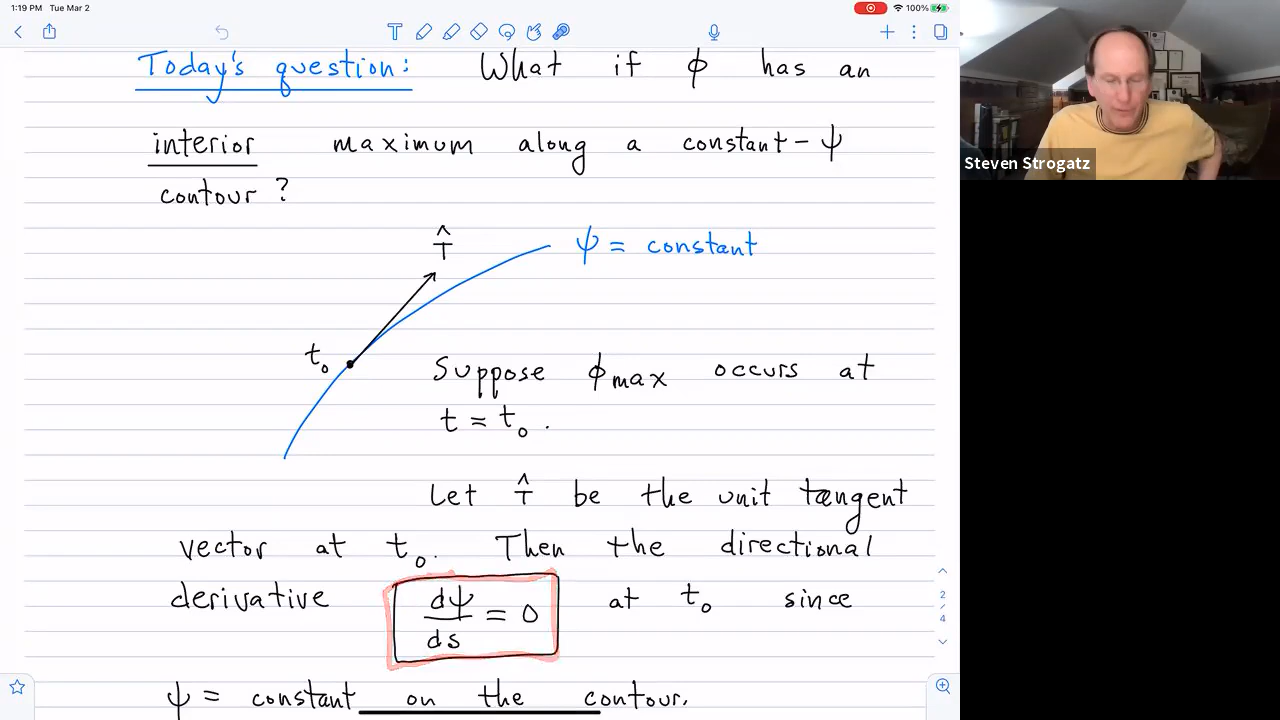 1:19 PM Tue Mar 2
100%
Today's question: What if ϕ has an
interior maximum along a constant-ψ
contour?
T̂
ψ = constant
t₀
Suppose ϕmax occurs at
t = t₀.
Let T̂ be the unit tangent
vector at t₀. Then the directional
derivative dψ/ds = 0 at t₀ since
ψ = constant on the contour.
2/4
Steven Strogatz